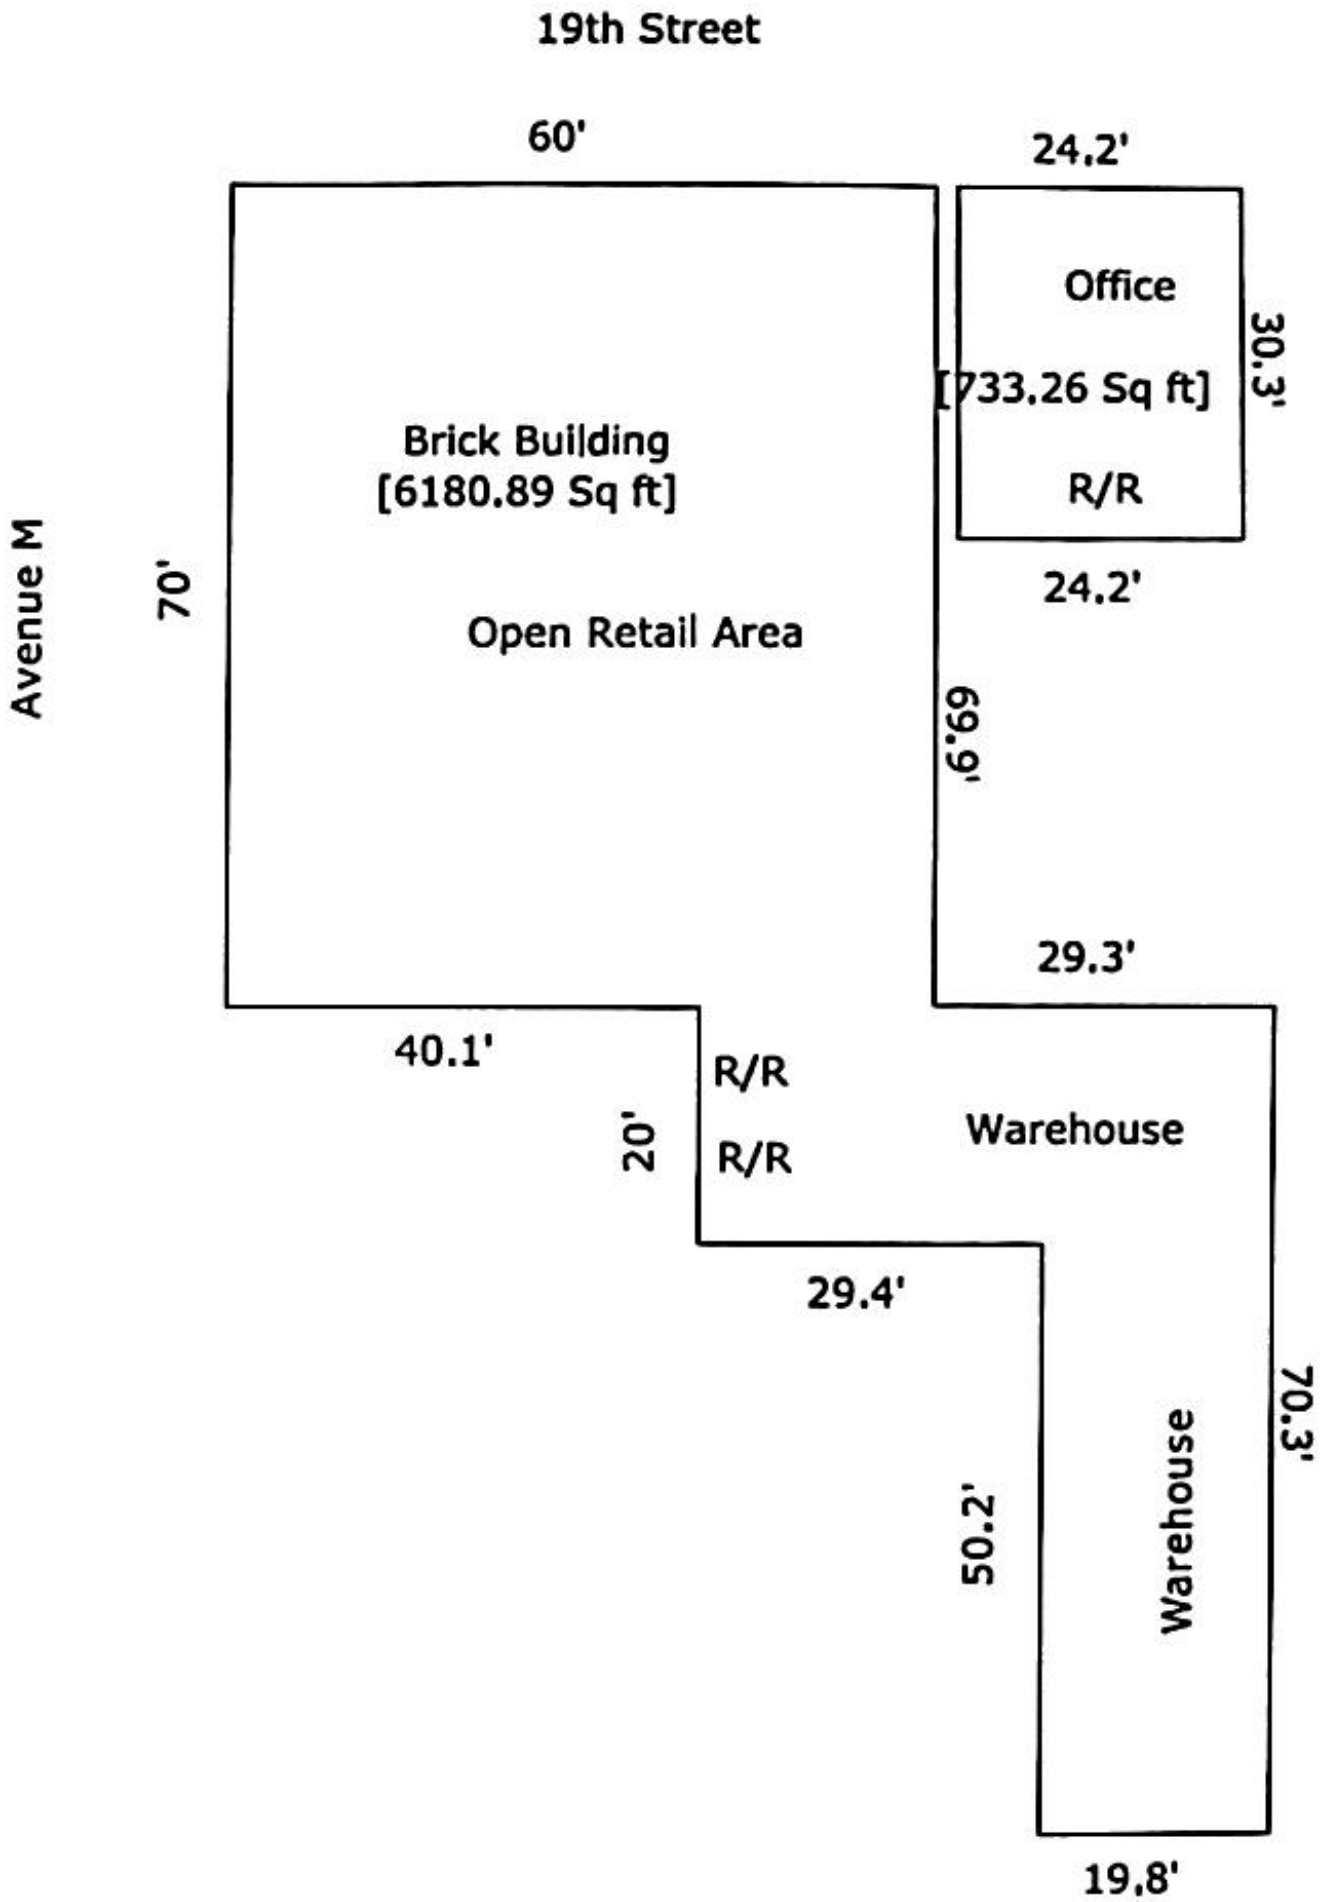 19th Street
60'
24.2'
Office
30.3'
[733.26 Sq ft]
Brick Building
[6180.89 Sq ft]
R/R
Avenue M
70'
24.2'
Open Retail Area
69.9'
29.3'
40.1'
R/R
20'
Warehouse
R/R
29.4'
70.3'
Warehouse
50.2'
19.8'